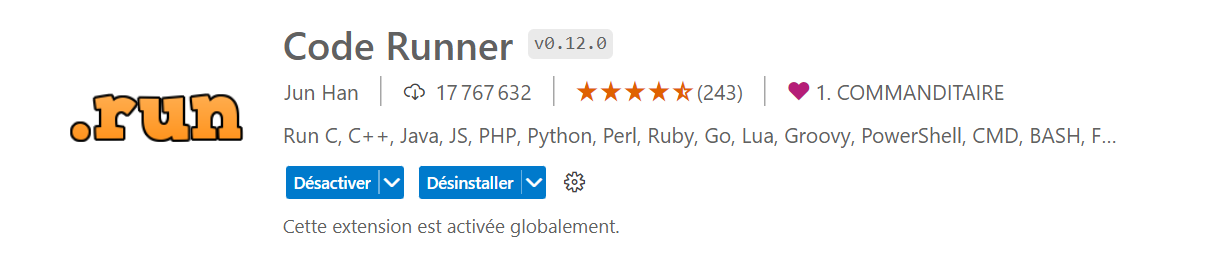 Code Runner v0.12.0
.run
Jun Han 17 767 632 (243) 1. COMMANDITAIRE
Run C, C++, Java, JS, PHP, Python, Perl, Ruby, Go, Lua, Groovy, PowerShell, CMD, BASH, F...
Désactiver Désinstaller
Cette extension est activée globalement.